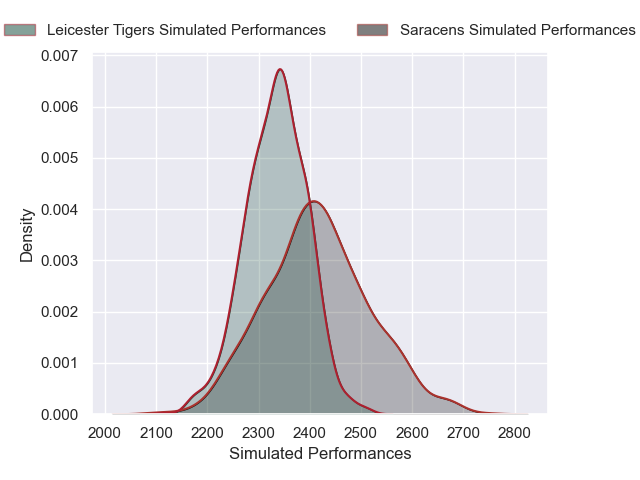 Leicester Tigers Simulated Performances Saracens Simulated Performances
0.007
0.006
0.005
0.004
0.003
0.002
0.001
0.000
Density
2000 2100 2200 2300 2400 2500 2600 2700 2800
Simulated Performances